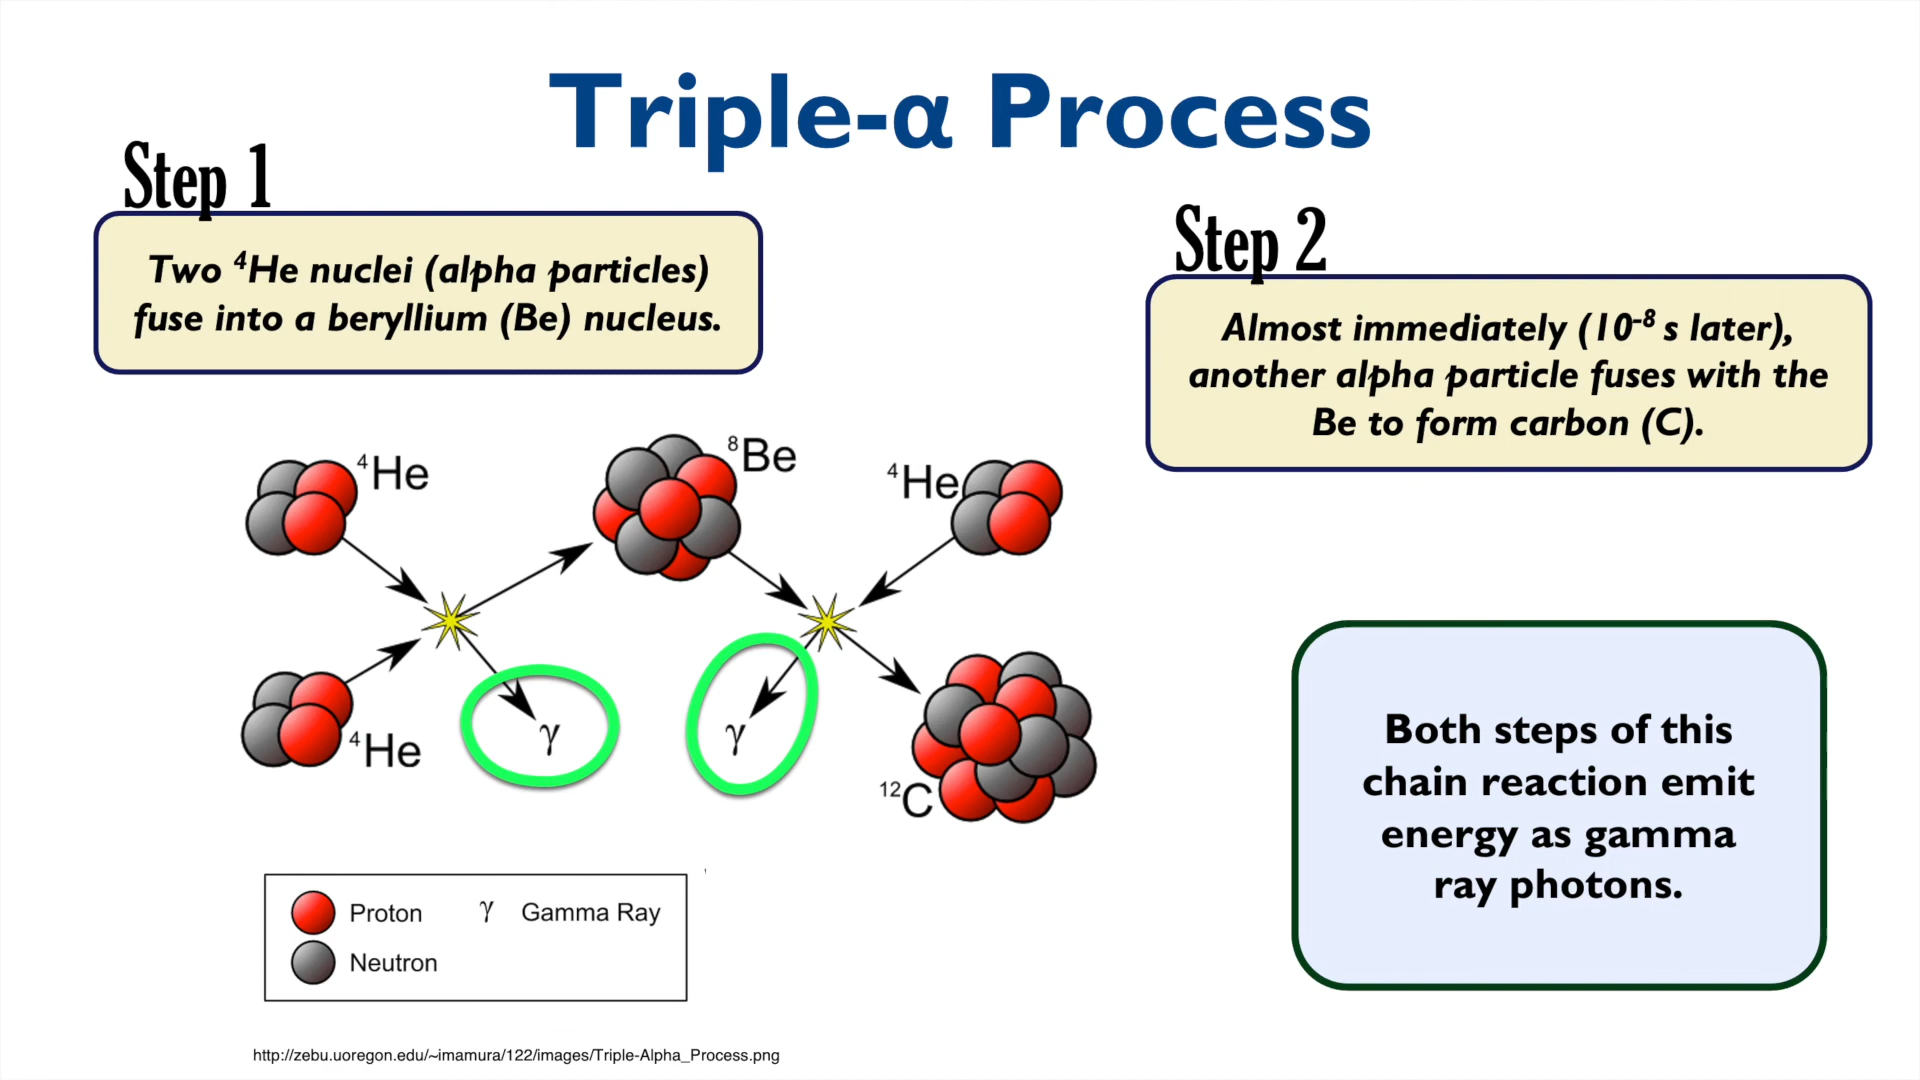 Triple-α Process
Step 1
Two ⁴He nuclei (alpha particles)
fuse into a beryllium (Be) nucleus.
Step 2
Almost immediately (10⁻⁸ s later),
another alpha particle fuses with the
Be to form carbon (C).
⁴He
⁸Be
⁴He
⁴He
γ
γ
¹²C
Both steps of this
chain reaction emit
energy as gamma
ray photons.
Proton
γ Gamma Ray
Neutron
http://zebu.uoregon.edu/~imamura/122/images/Triple-Alpha_Process.png